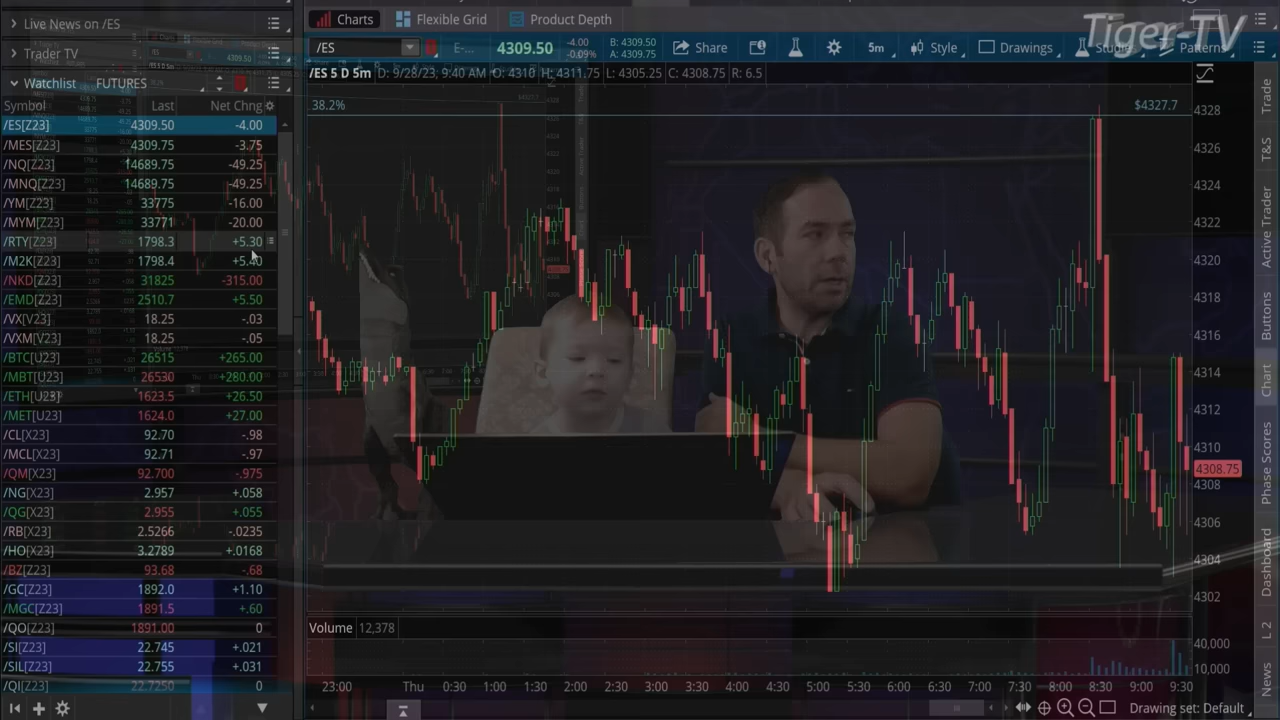 Live News on /ES
Trader TV
Watchlist FUTURES
Symbol Last Net Chng
/ES[Z23] 4309.50 -4.00
/MES[Z23] 4309.75 -3.75
/NQ[Z23] 14689.75 -49.25
/MNQ[Z23] 14689.75 -49.25
/YM[Z23] 33775 -16.00
/MYM[Z23] 33771 -20.00
/RTY[Z23] 1798.3 +5.30
/M2K[Z23] 1798.4 +5.40
/NKD[Z23] 31825 -315.00
/EMD[Z23] 2510.7 +5.50
/VX[V23] 18.25 -.03
/VXM[V23] 18.25 -.05
/BTC[U23] 26515 +265.00
/MBT[U23] 26530 +280.00
/ETH[U23] 1623.5 +26.50
/MET[U23] 1624.0 +27.00
/CL[X23] 92.70 -.98
/MCL[X23] 92.71 -.97
/QM[X23] 92.700 -.975
/NG[X23] 2.957 +.058
/QG[X23] 2.955 +.055
/RB[X23] 2.5266 -.0235
/HO[X23] 3.2789 +.0168
/BZ[Z23] 93.68 -.68
/GC[Z23] 1892.0 +1.10
/MGC[Z23] 1891.5 +.60
/QO[Z23] 1891.00 0
/SI[Z23] 22.745 +.021
/SIL[Z23] 22.755 +.031
/QI[Z23] 22.7250 0
Charts Flexible Grid Product Depth
Tiger-TV
/ES E-... 4309.50 -4.00 -0.09% B: 4309.50 A: 4309.75 Share 5m Style Drawings Studies Patterns
/ES 5 D 5m D: 9/28/23, 9:40 AM O: 4310 H: 4311.75 L: 4305.25 C: 4308.75 R: 6.5
38.2% $4327.7
4328
4326
4324
4322
4320
4318
4316
4314
4312
4310
4308.75
4308
4306
4304
4302
Volume 12,378
40,000
10,000
23:00 Thu 0:30 1:00 1:30 2:00 2:30 3:00 3:30 4:00 4:30 5:00 5:30 6:00 6:30 7:00 7:30 8:00 8:30 9:00 9:30
Drawing set: Default
Trade
T&S
Active Trader
Buttons
Chart
Phase Scores
Dashboard
L 2
News